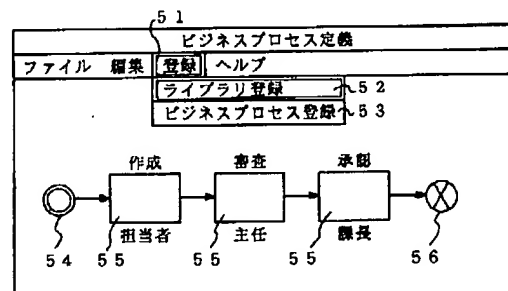 51
ビジネスプロセス定義
ファイル 編集 登録 ヘルプ
ライブラリ登録 52
ビジネスプロセス登録 53
作成 審査 承認
担当者 主任 課長
54 55 55 55 56